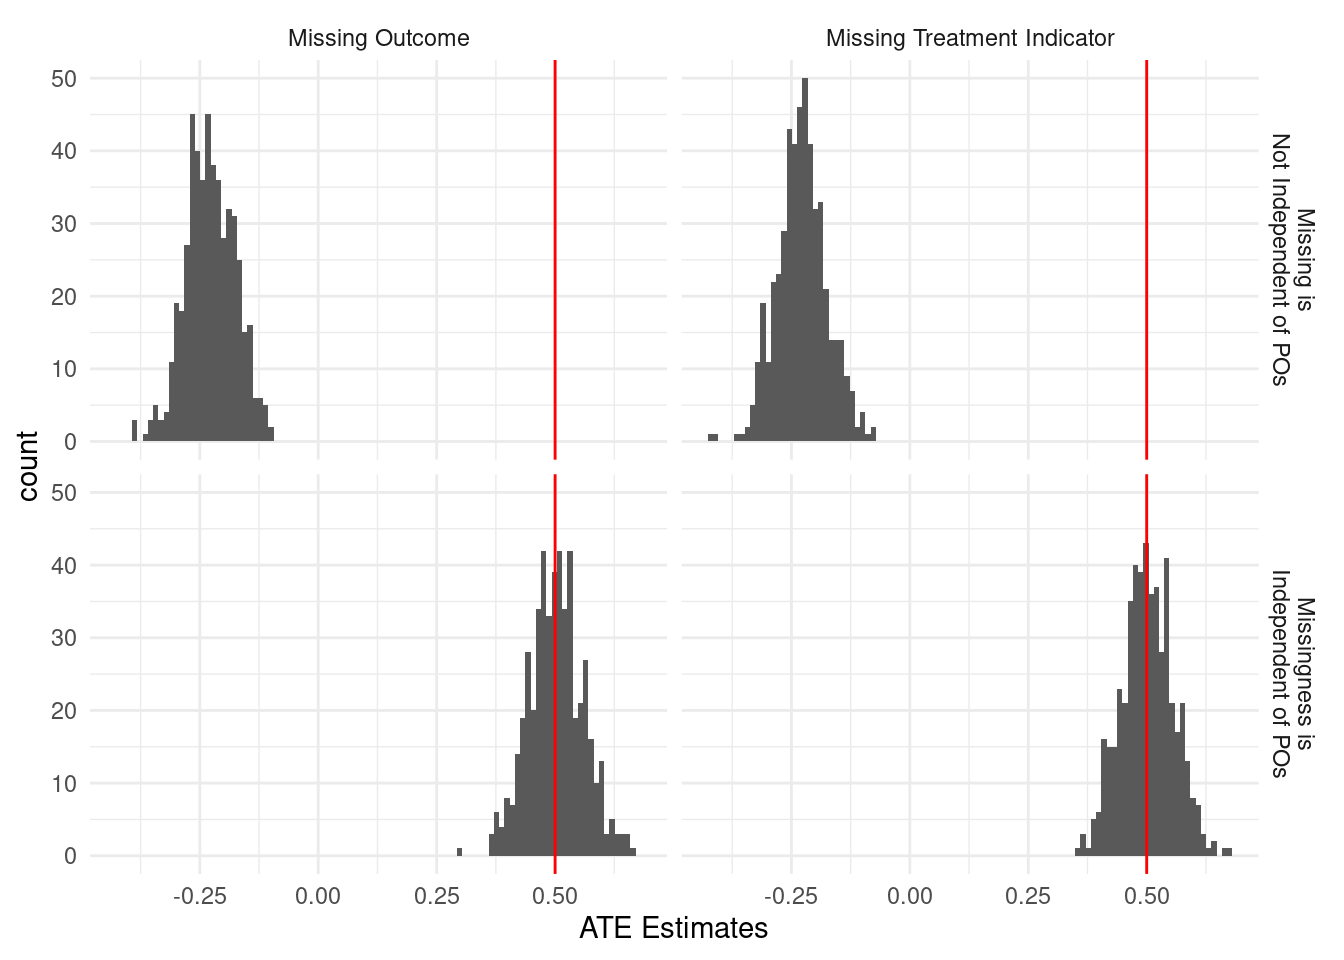 Missing Outcome
Missing Treatment Indicator
50
40
30
20
10
0
Missing is
Not Independent of POs
count
50
40
30
20
10
0
Missingness is
Independent of POs
-0.25 0.00 0.25 0.50
-0.25 0.00 0.25 0.50
ATE Estimates